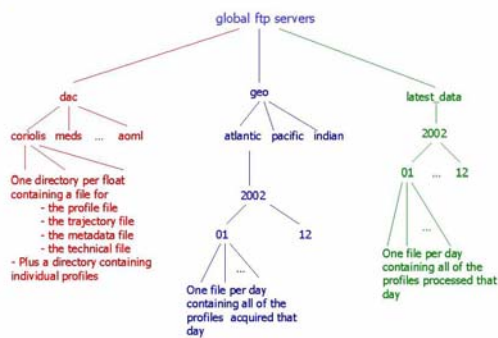 global ftp servers
dac
coriolis meds ... aoml
One directory per float
containing a file for
- the profile file
- the trajectory file
- the metadata file
- the technical file
- Plus a directory containing
individual profiles
geo
atlantic pacific indian
2002
01 12
...
One file per day
containing all of the
profiles acquired that
day
latest_data
2002
01 ... 12
...
One file per day
containing all of the
profiles processed that
day